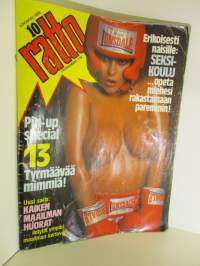 10
ratto
Erikoisesti
naisille:
SEKSI-
KOULU
...opeta
miehesi
rakastamaan
paremmin!
LONSDALE
Pin-up
special
13
Tyrmäävää
mimmiä!
Uusi sarja:
KAIKEN
MAAILMAN
HUORAT